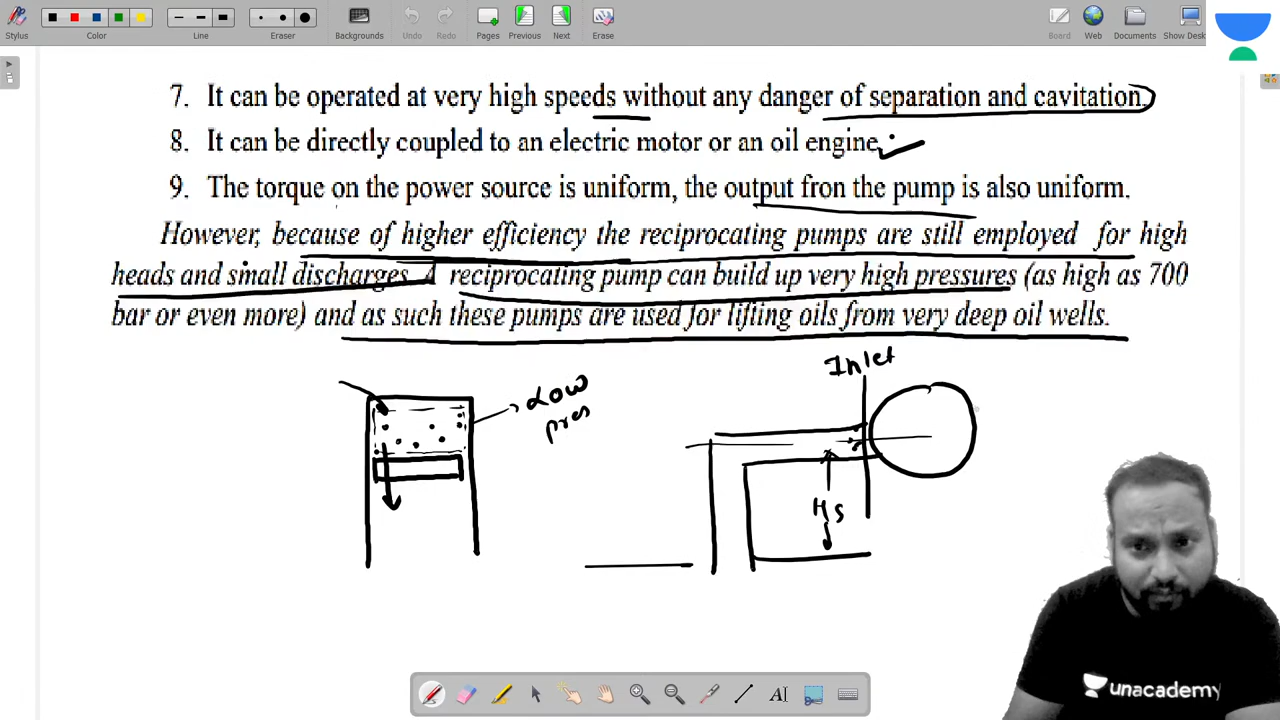 Stylus Color Line Eraser Backgrounds Undo Redo Pages Previous Next Erase Board Web Documents Show Desk
7. It can be operated at very high speeds without any danger of separation and cavitation.
8. It can be directly coupled to an electric motor or an oil engine.
9. The torque on the power source is uniform, the output fron the pump is also uniform.
However, because of higher efficiency the reciprocating pumps are still employed for high
heads and small discharges. A reciprocating pump can build up very high pressures (as high as 700
bar or even more) and as such these pumps are used for lifting oils from very deep oil wells.
Inlet
Low
pres
Hs
unacademy